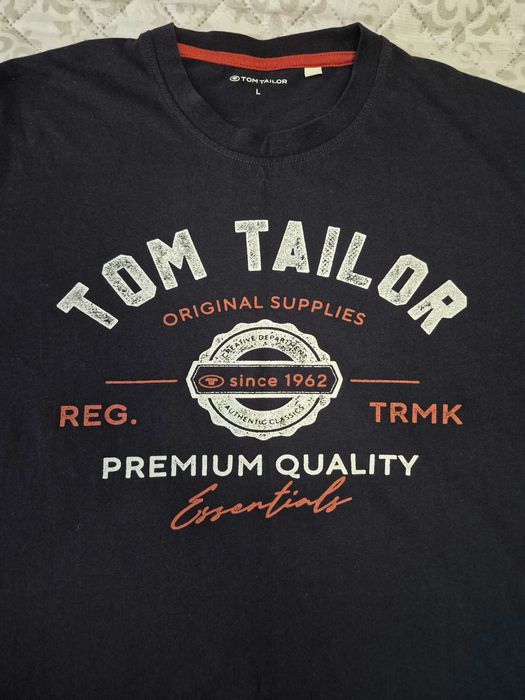 TOM TAILOR
L
TOM TAILOR
ORIGINAL SUPPLIES
CREATIVE DEPARTMENT
since 1962
AUTHENTIC CLASSICS
REG. TRMK
PREMIUM QUALITY
Essentials